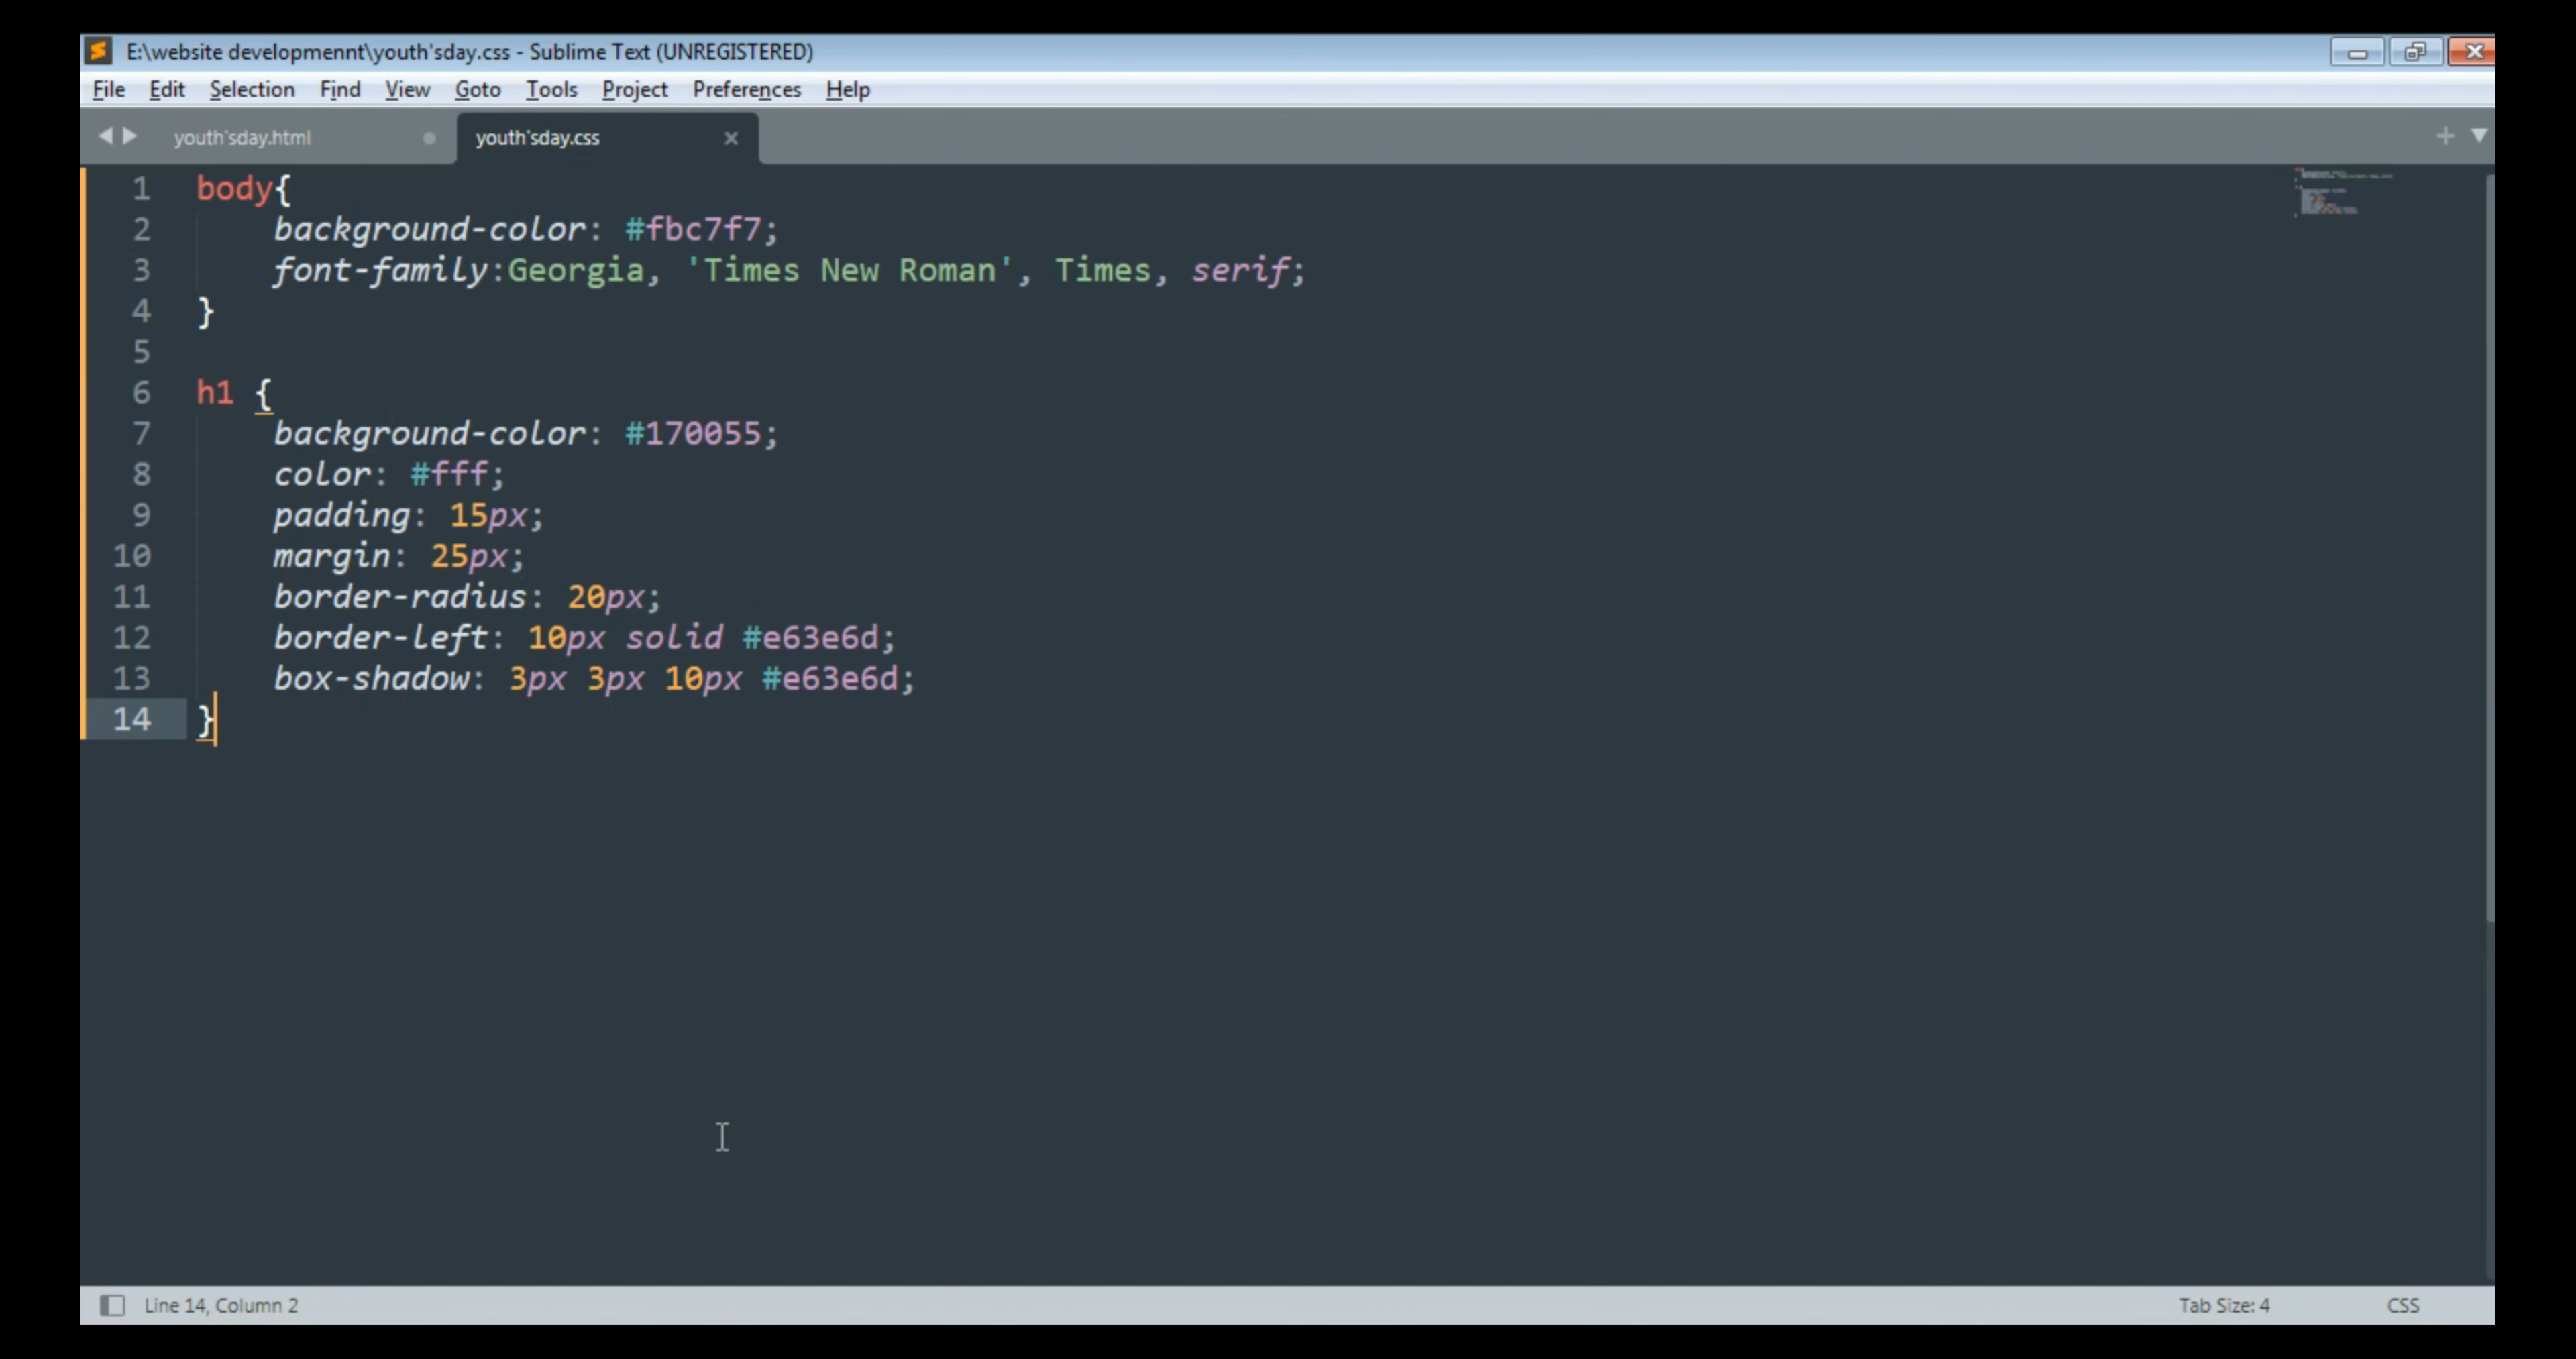 E:\website developmennt\youth'sday.css - Sublime Text (UNREGISTERED)
File Edit Selection Find View Goto Tools Project Preferences Help
youth'sday.html youth'sday.css
1 body{
2 background-color: #fbc7f7;
3 font-family:Georgia, 'Times New Roman', Times, serif;
4 }
5
6 h1 {
7 background-color: #170055;
8 color: #fff;
9 padding: 15px;
10 margin: 25px;
11 border-radius: 20px;
12 border-left: 10px solid #e63e6d;
13 box-shadow: 3px 3px 10px #e63e6d;
14 }
Line 14, Column 2 Tab Size: 4 CSS